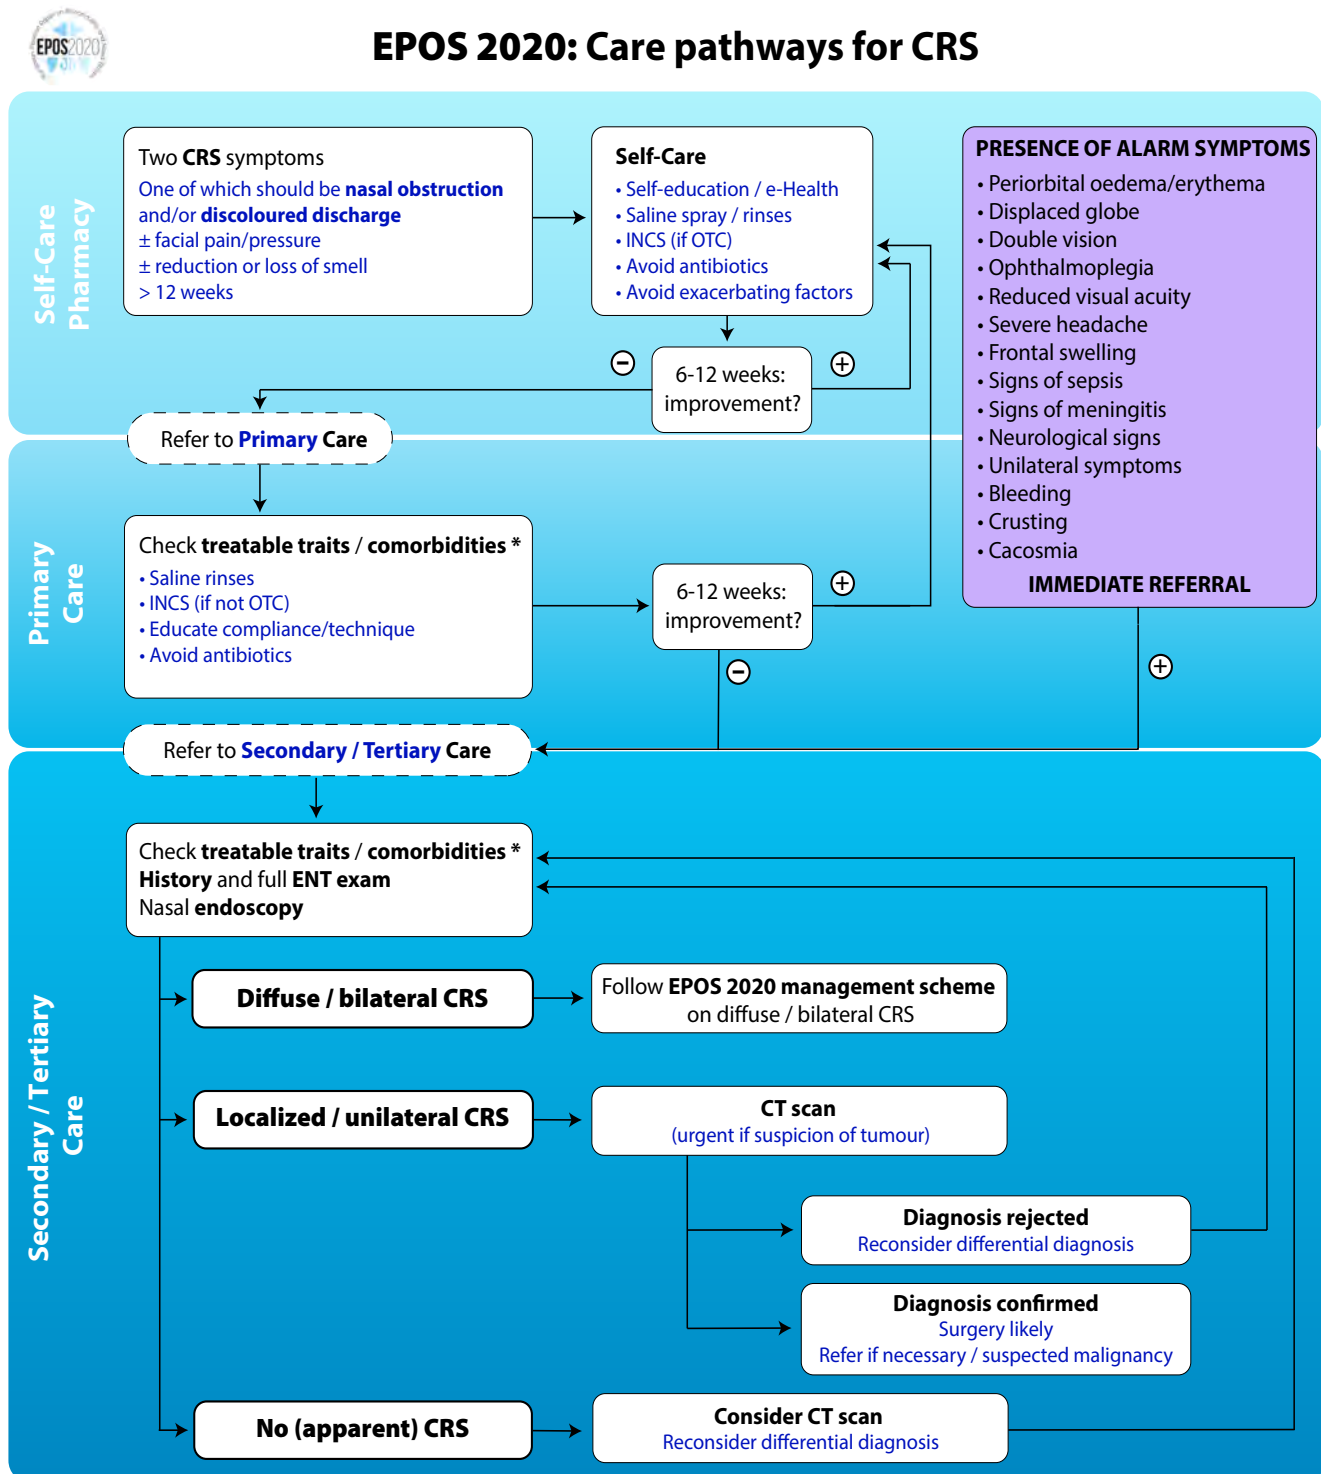 EPOS2020
EPOS 2020: Care pathways for CRS
Self-Care
Pharmacy
Two CRS symptoms
One of which should be nasal obstruction
and/or discoloured discharge
± facial pain/pressure
± reduction or loss of smell
> 12 weeks
Self-Care
• Self-education / e-Health
• Saline spray / rinses
• INCS (if OTC)
• Avoid antibiotics
• Avoid exacerbating factors
6-12 weeks:
improvement?
−
+
PRESENCE OF ALARM SYMPTOMS
• Periorbital oedema/erythema
• Displaced globe
• Double vision
• Ophthalmoplegia
• Reduced visual acuity
• Severe headache
• Frontal swelling
• Signs of sepsis
• Signs of meningitis
• Neurological signs
• Unilateral symptoms
• Bleeding
• Crusting
• Cacosmia
IMMEDIATE REFERRAL
+
Refer to Primary Care
Primary
Care
Check treatable traits / comorbidities *
• Saline rinses
• INCS (if not OTC)
• Educate compliance/technique
• Avoid antibiotics
6-12 weeks:
improvement?
+
−
Refer to Secondary / Tertiary Care
Secondary / Tertiary
Care
Check treatable traits / comorbidities *
History and full ENT exam
Nasal endoscopy
Diffuse / bilateral CRS
Follow EPOS 2020 management scheme
on diffuse / bilateral CRS
Localized / unilateral CRS
CT scan
(urgent if suspicion of tumour)
Diagnosis rejected
Reconsider differential diagnosis
Diagnosis confirmed
Surgery likely
Refer if necessary / suspected malignancy
No (apparent) CRS
Consider CT scan
Reconsider differential diagnosis